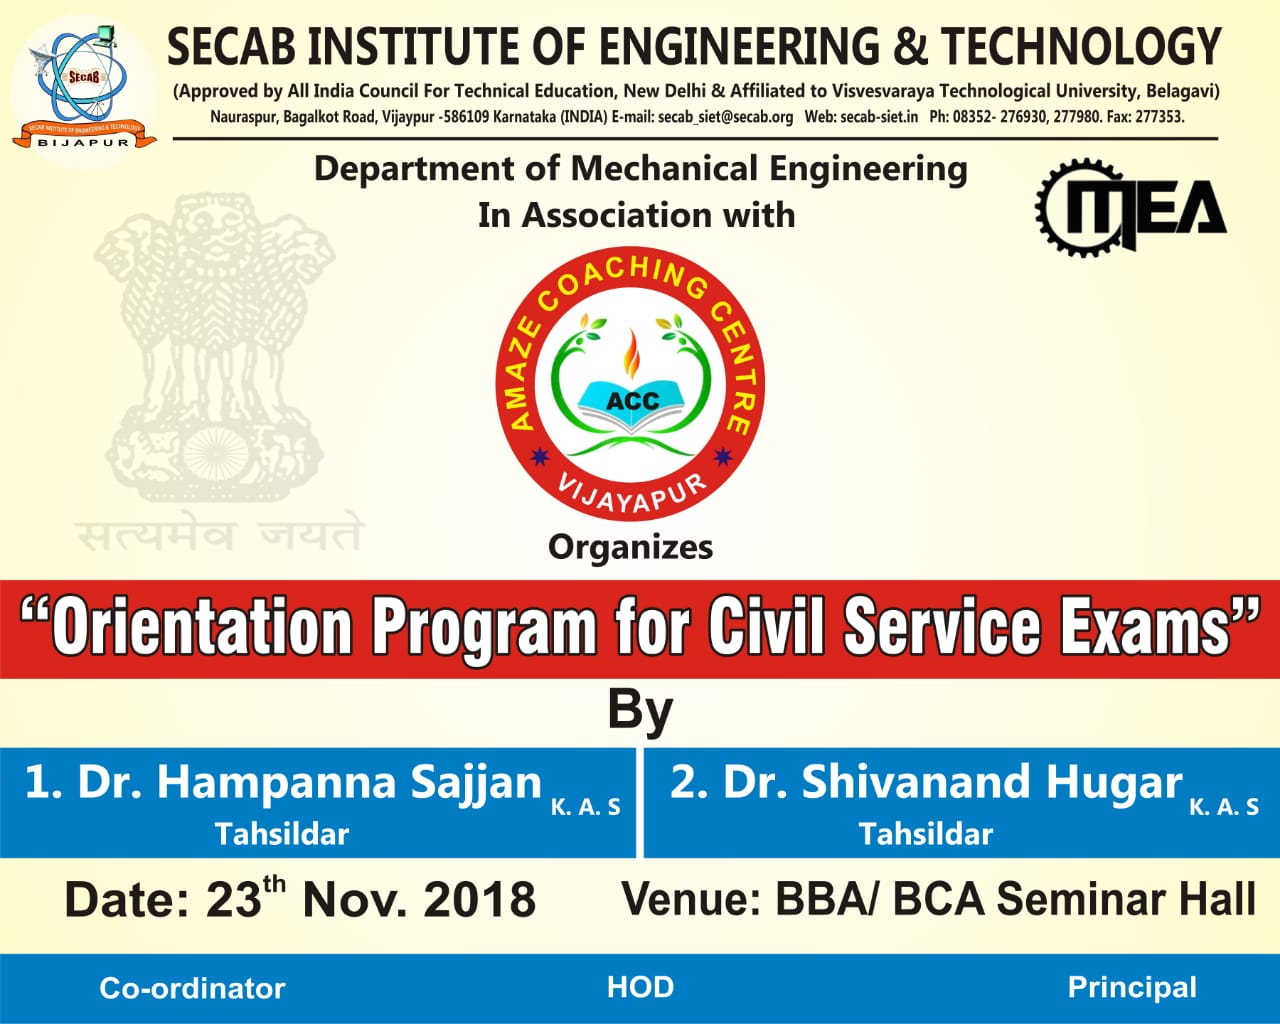 SECAB INSTITUTE OF ENGINEERING & TECHNOLOGY
(Approved by All India Council For Technical Education, New Delhi & Affiliated to Visvesvaraya Technological University, Belagavi)
Nauraspur, Bagalkot Road, Vijaypur -586109 Karnataka (INDIA) E-mail: secab_siet@secab.org Web: secab-siet.in Ph: 08352- 276930, 277980. Fax: 277353.
SECAB
SECAB INSTITUTE OF ENGINEERING & TECHNOLOGY
BIJAPUR
Department of Mechanical Engineering
In Association with
MEA
AMAZE COACHING CENTRE
ACC
VIJAYAPUR
सत्यमेव जयते
Organizes
“Orientation Program for Civil Service Exams”
By
1. Dr. Hampanna Sajjan K. A. S
Tahsildar
2. Dr. Shivanand Hugar K. A. S
Tahsildar
Date: 23th Nov. 2018
Venue: BBA/ BCA Seminar Hall
Co-ordinator
HOD
Principal